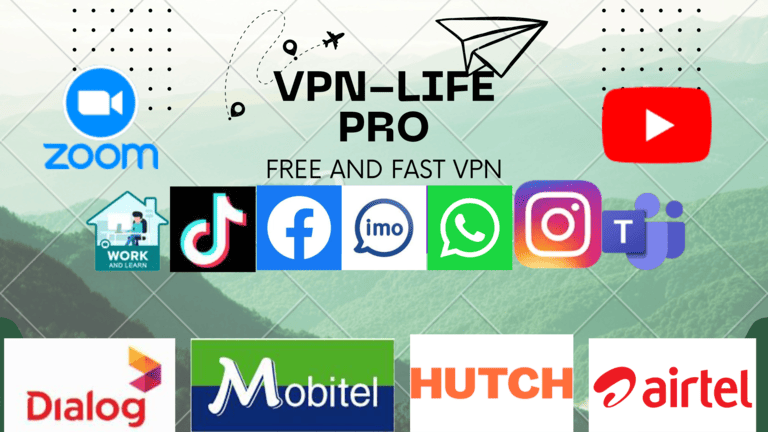 VPN-LIFE
PRO
FREE AND FAST VPN
zoom
WORK
AND LEARN
imo
T
Dialog
Mobitel
HUTCH
airtel